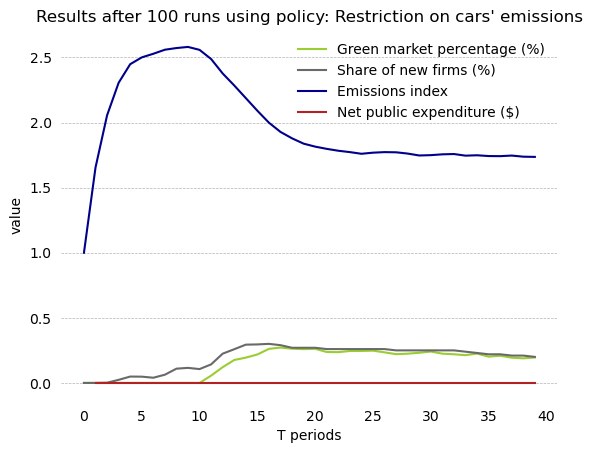 Results after 100 runs using policy: Restriction on cars' emissions
Green market percentage (%)
Share of new firms (%)
Emissions index
Net public expenditure ($)
2.5
2.0
1.5
1.0
0.5
0.0
value
0 5 10 15 20 25 30 35 40
T periods